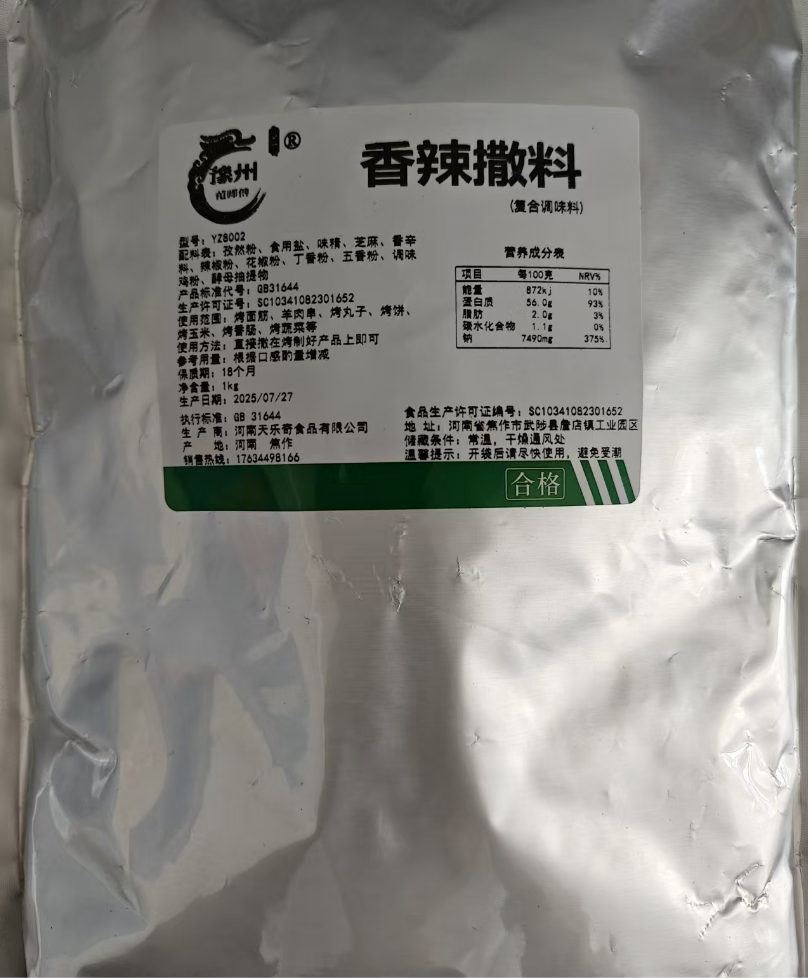 豫州
®
香辣撒料
(复合调味料)
型号：YZ8002
配料表：孜然粉、食用盐、味精、芝麻、香辛
料、辣椒粉、花椒粉、丁香粉、五香粉、调味
鸡粉、酵母抽提物
产品标准代号：GB31644
生产许可证号：SC10341082301652
使用范围：烤面筋、羊肉串、烤丸子、烤饼、
烤玉米、烤香肠、烤蔬菜等
使用方法：直接撒在烤制好产品上即可
参考用量：根据口感酌量增减
保质期：18个月
净含量：1kg
生产日期：2025/07/27
营养成分表
项目 每100克 NRV%
能量 872kj 10%
蛋白质 56.0g 93%
脂肪 2.0g 3%
碳水化合物 1.1g 0%
钠 7490mg 375%
执行标准：GB 31644
生 产 商：河南天乐奇食品有限公司
产 地：河南 焦作
销售热线：17634498166
食品生产许可证编号：SC10341082301652
地 址：河南省焦作市武陟县詹店镇工业园区
储藏条件：常温，干燥通风处
温馨提示：开袋后请尽快使用，避免受潮
合格